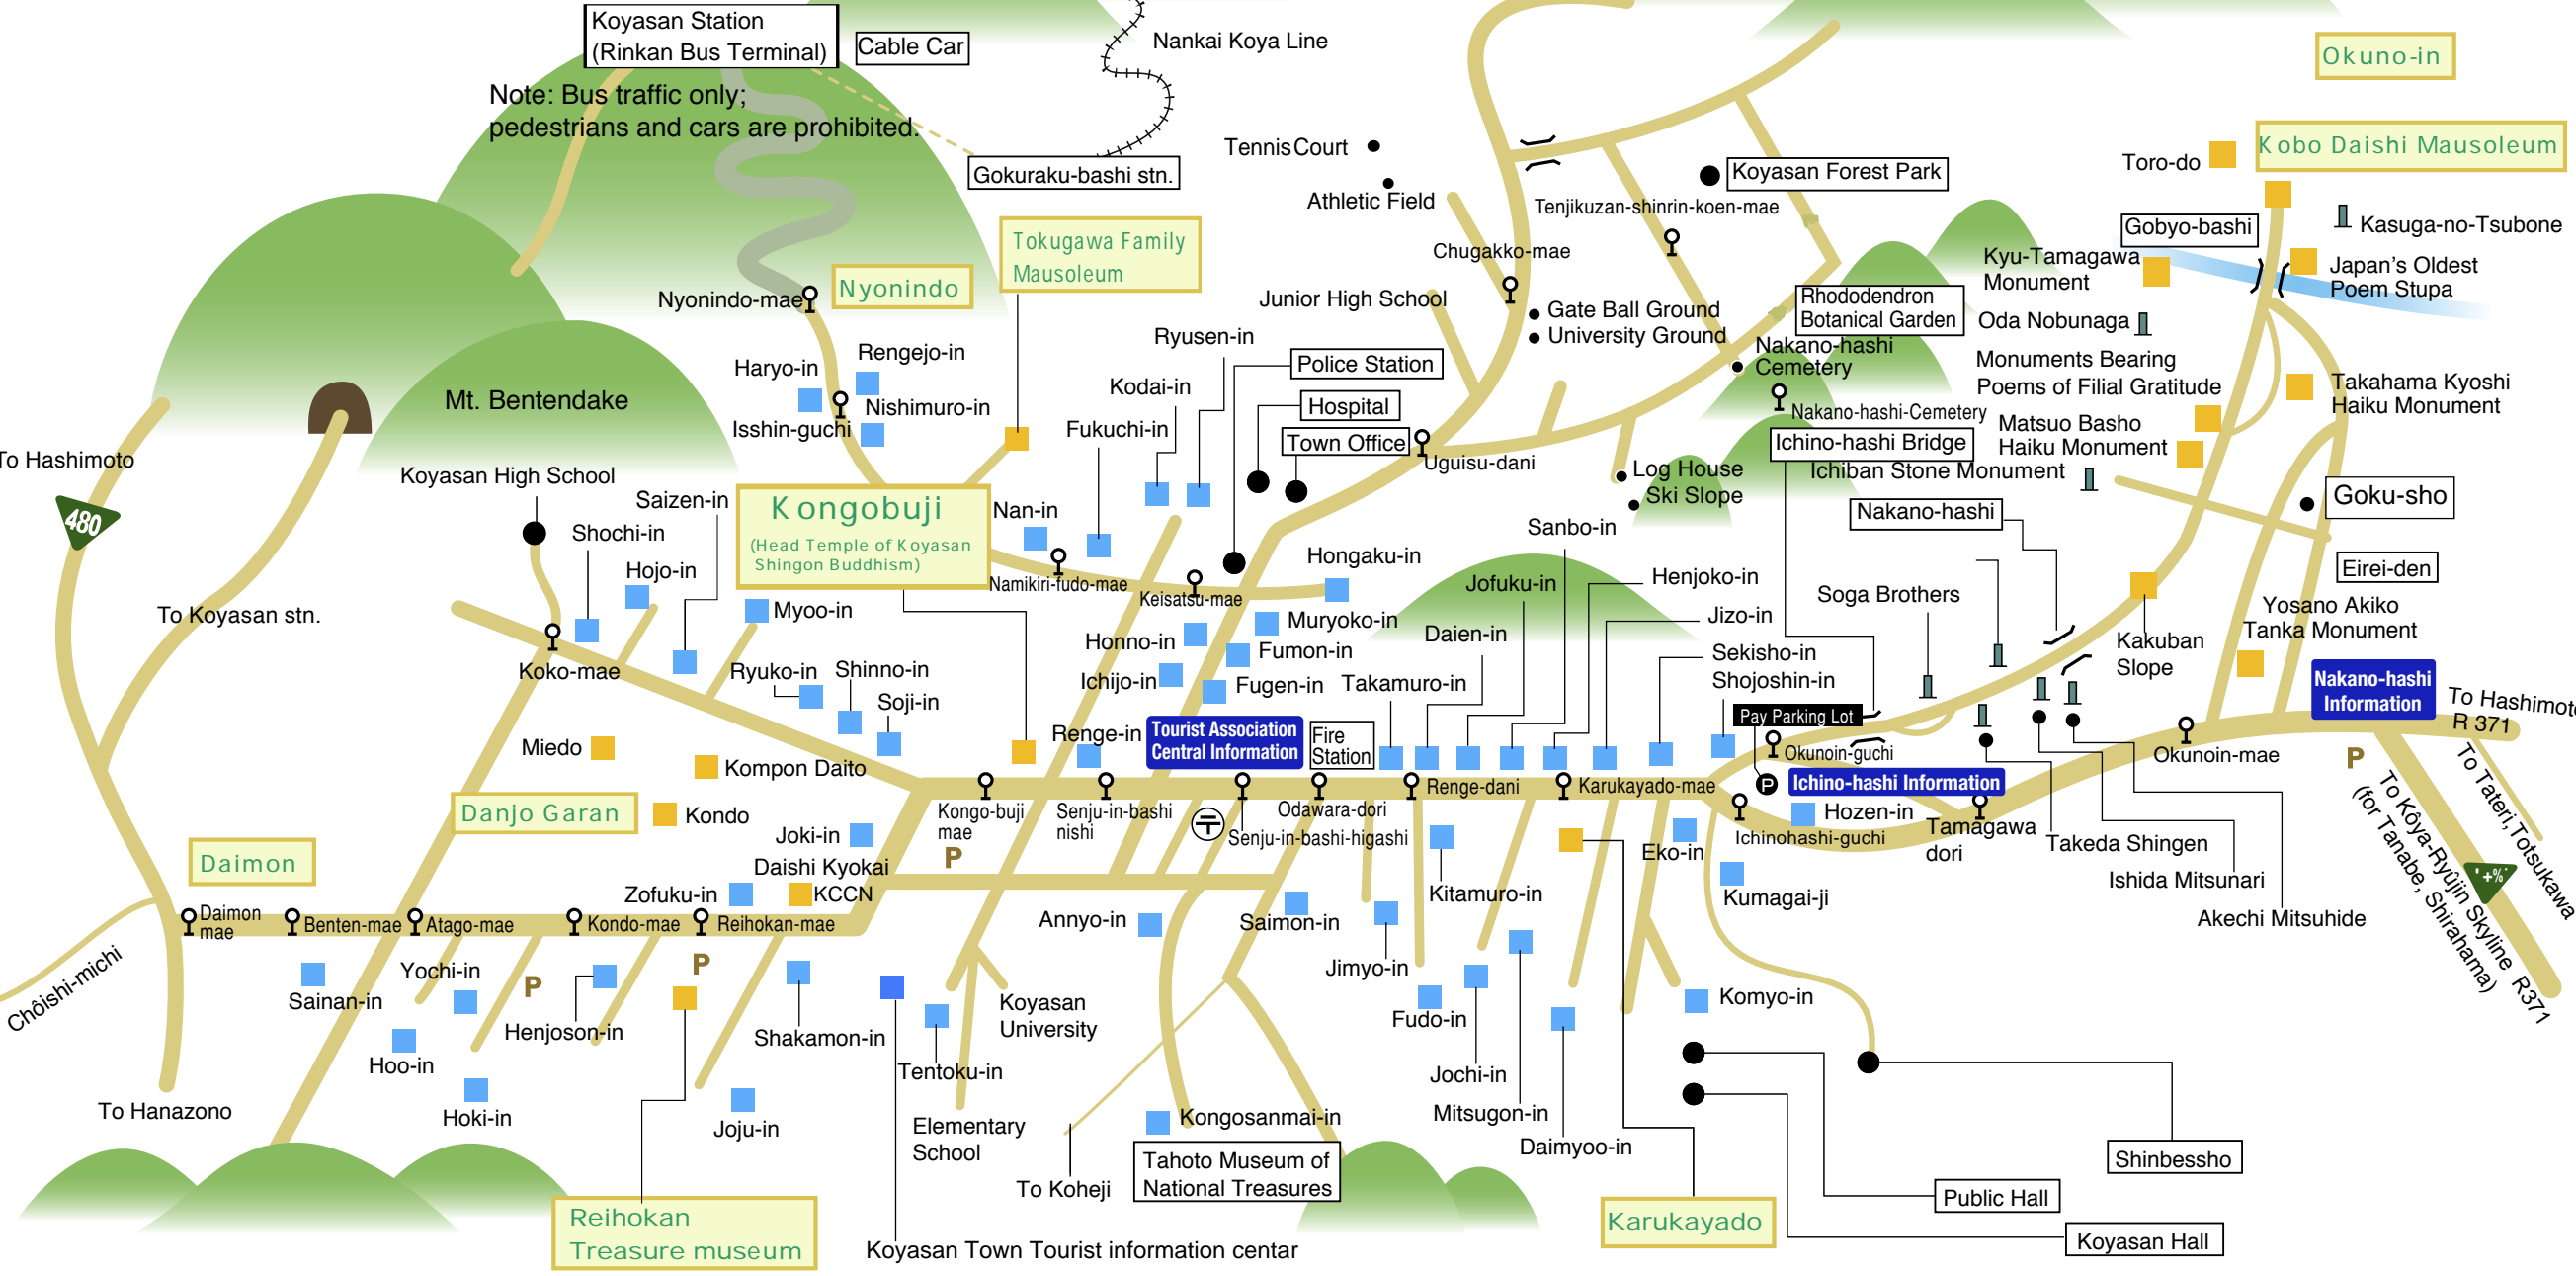 Koyasan Station
(Rinkan Bus Terminal)
Cable Car
Nankai Koya Line
Note: Bus traffic only;
pedestrians and cars are prohibited.
Gokuraku-bashi stn.
Okuno-in
Kobo Daishi Mausoleum
Toro-do
Tennis Court
Athletic Field
Koyasan Forest Park
Tenjikuzan-shinrin-koen-mae
Gobyo-bashi
Kasuga-no-Tsubone
Kyu-Tamagawa
Monument
Japan's Oldest
Poem Stupa
Tokugawa Family
Mausoleum
Nyonindo
Nyonindo-mae
Chugakko-mae
Junior High School
Gate Ball Ground
University Ground
Rhododendron
Botanical Garden
Oda Nobunaga
Nakano-hashi
Cemetery
Monuments Bearing
Poems of Filial Gratitude
Takahama Kyoshi
Haiku Monument
Nakano-hashi-Cemetery
Matsuo Basho
Haiku Monument
Ichino-hashi Bridge
Ichiban Stone Monument
Haryo-in
Rengejo-in
Nishimuro-in
Isshin-guchi
Ryusen-in
Kodai-in
Fukuchi-in
Police Station
Hospital
Town Office
Uguisu-dani
Log House
Ski Slope
Mt. Bentendake
To Hashimoto
480
Koyasan High School
Saizen-in
Shochi-in
Hojo-in
Kongobuji
(Head Temple of Koyasan
Shingon Buddhism)
Nan-in
Namikiri-fudo-mae
Keisatsu-mae
Hongaku-in
Sanbo-in
Nakano-hashi
Goku-sho
Eirei-den
Yosano Akiko
Tanka Monument
To Koyasan stn.
Koko-mae
Myoo-in
Ryuko-in
Shinno-in
Soji-in
Honno-in
Muryoko-in
Fumon-in
Ichijo-in
Fugen-in
Jofuku-in
Henjoko-in
Daien-in
Jizo-in
Takamuro-in
Sekisho-in
Shojoshin-in
Soga Brothers
Kakuban
Slope
Nakano-hashi
Information
To Hashimoto
R 371
Miedo
Kompon Daito
Renge-in
Tourist Association
Central Information
Fire
Station
Pay Parking Lot
Okunoin-guchi
P
Ichino-hashi Information
Okunoin-mae
P
To Tateri,Totsukawa
To Kôya-Ryûjin Skyline R371
(for Tanabe, Shirahama)
Danjo Garan
Kondo
Joki-in
Daishi Kyokai
KCCN
Kongo-buji
mae
P
Senju-in-bashi
nishi
〒
Senju-in-bashi-higashi
Odawara-dori
Renge-dani
Karukayado-mae
Ichinohashi-guchi
Hozen-in
Tamagawa
dori
Takeda Shingen
Ishida Mitsunari
Akechi Mitsuhide
Daimon
Daimon
mae
Benten-mae
Atago-mae
Kondo-mae
Reihokan-mae
Zofuku-in
Annyo-in
Saimon-in
Kitamuro-in
Eko-in
Kumagai-ji
Jimyo-in
Chôishi-michi
Sainan-in
Yochi-in
P
P
Hoo-in
Henjoson-in
Hoki-in
Shakamon-in
Joju-in
Tentoku-in
Koyasan
University
Elementary
School
To Koheji
Kongosanmai-in
Tahoto Museum of
National Treasures
Fudo-in
Jochi-in
Mitsugon-in
Daimyoo-in
Komyo-in
Shinbessho
Public Hall
Koyasan Hall
Karukayado
To Hanazono
Reihokan
Treasure museum
Koyasan Town Tourist information centar